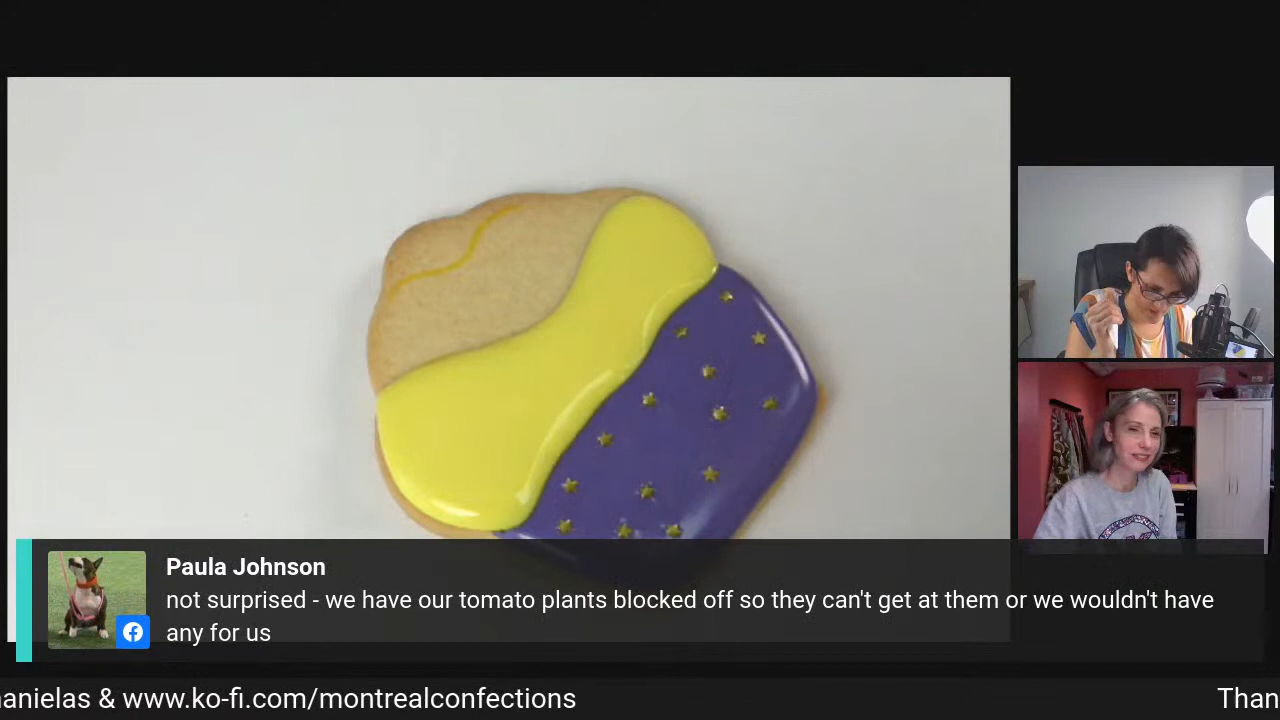 Paula Johnson
not surprised - we have our tomato plants blocked off so they can't get at them or we wouldn't have
any for us
anielas & www.ko-fi.com/montrealconfections
Than